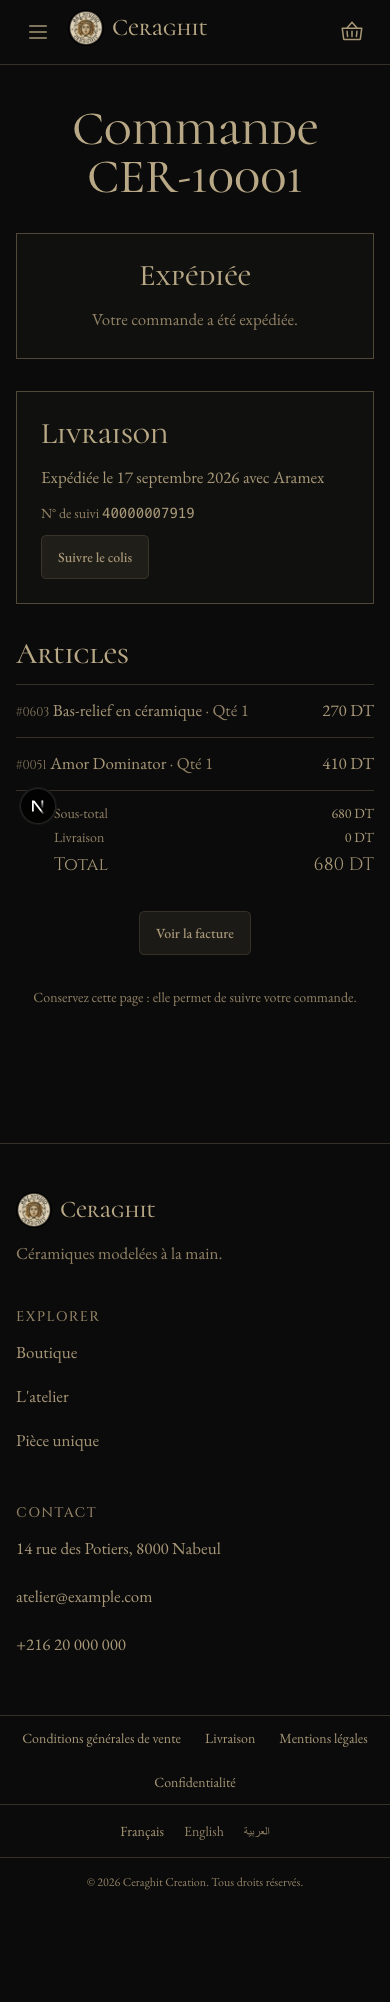 Ceraghit
Commande
CER-10001
Expédiée
Votre commande a été expédiée.
Livraison
Expédiée le 17 septembre 2026 avec Aramex
N° de suivi 40000007919
Suivre le colis
Articles
#0603 Bas-relief en céramique · Qté 1 270 DT
#0051 Amor Dominator · Qté 1 410 DT
N
Sous-total 680 DT
Livraison 0 DT
Total 680 DT
Voir la facture
Conservez cette page : elle permet de suivre votre commande.
Ceraghit
Céramiques modelées à la main.
EXPLORER
Boutique
L'atelier
Pièce unique
CONTACT
14 rue des Potiers, 8000 Nabeul
atelier@example.com
+216 20 000 000
Conditions générales de vente Livraison Mentions légales
Confidentialité
Français English العربية
© 2026 Ceraghit Creation. Tous droits réservés.